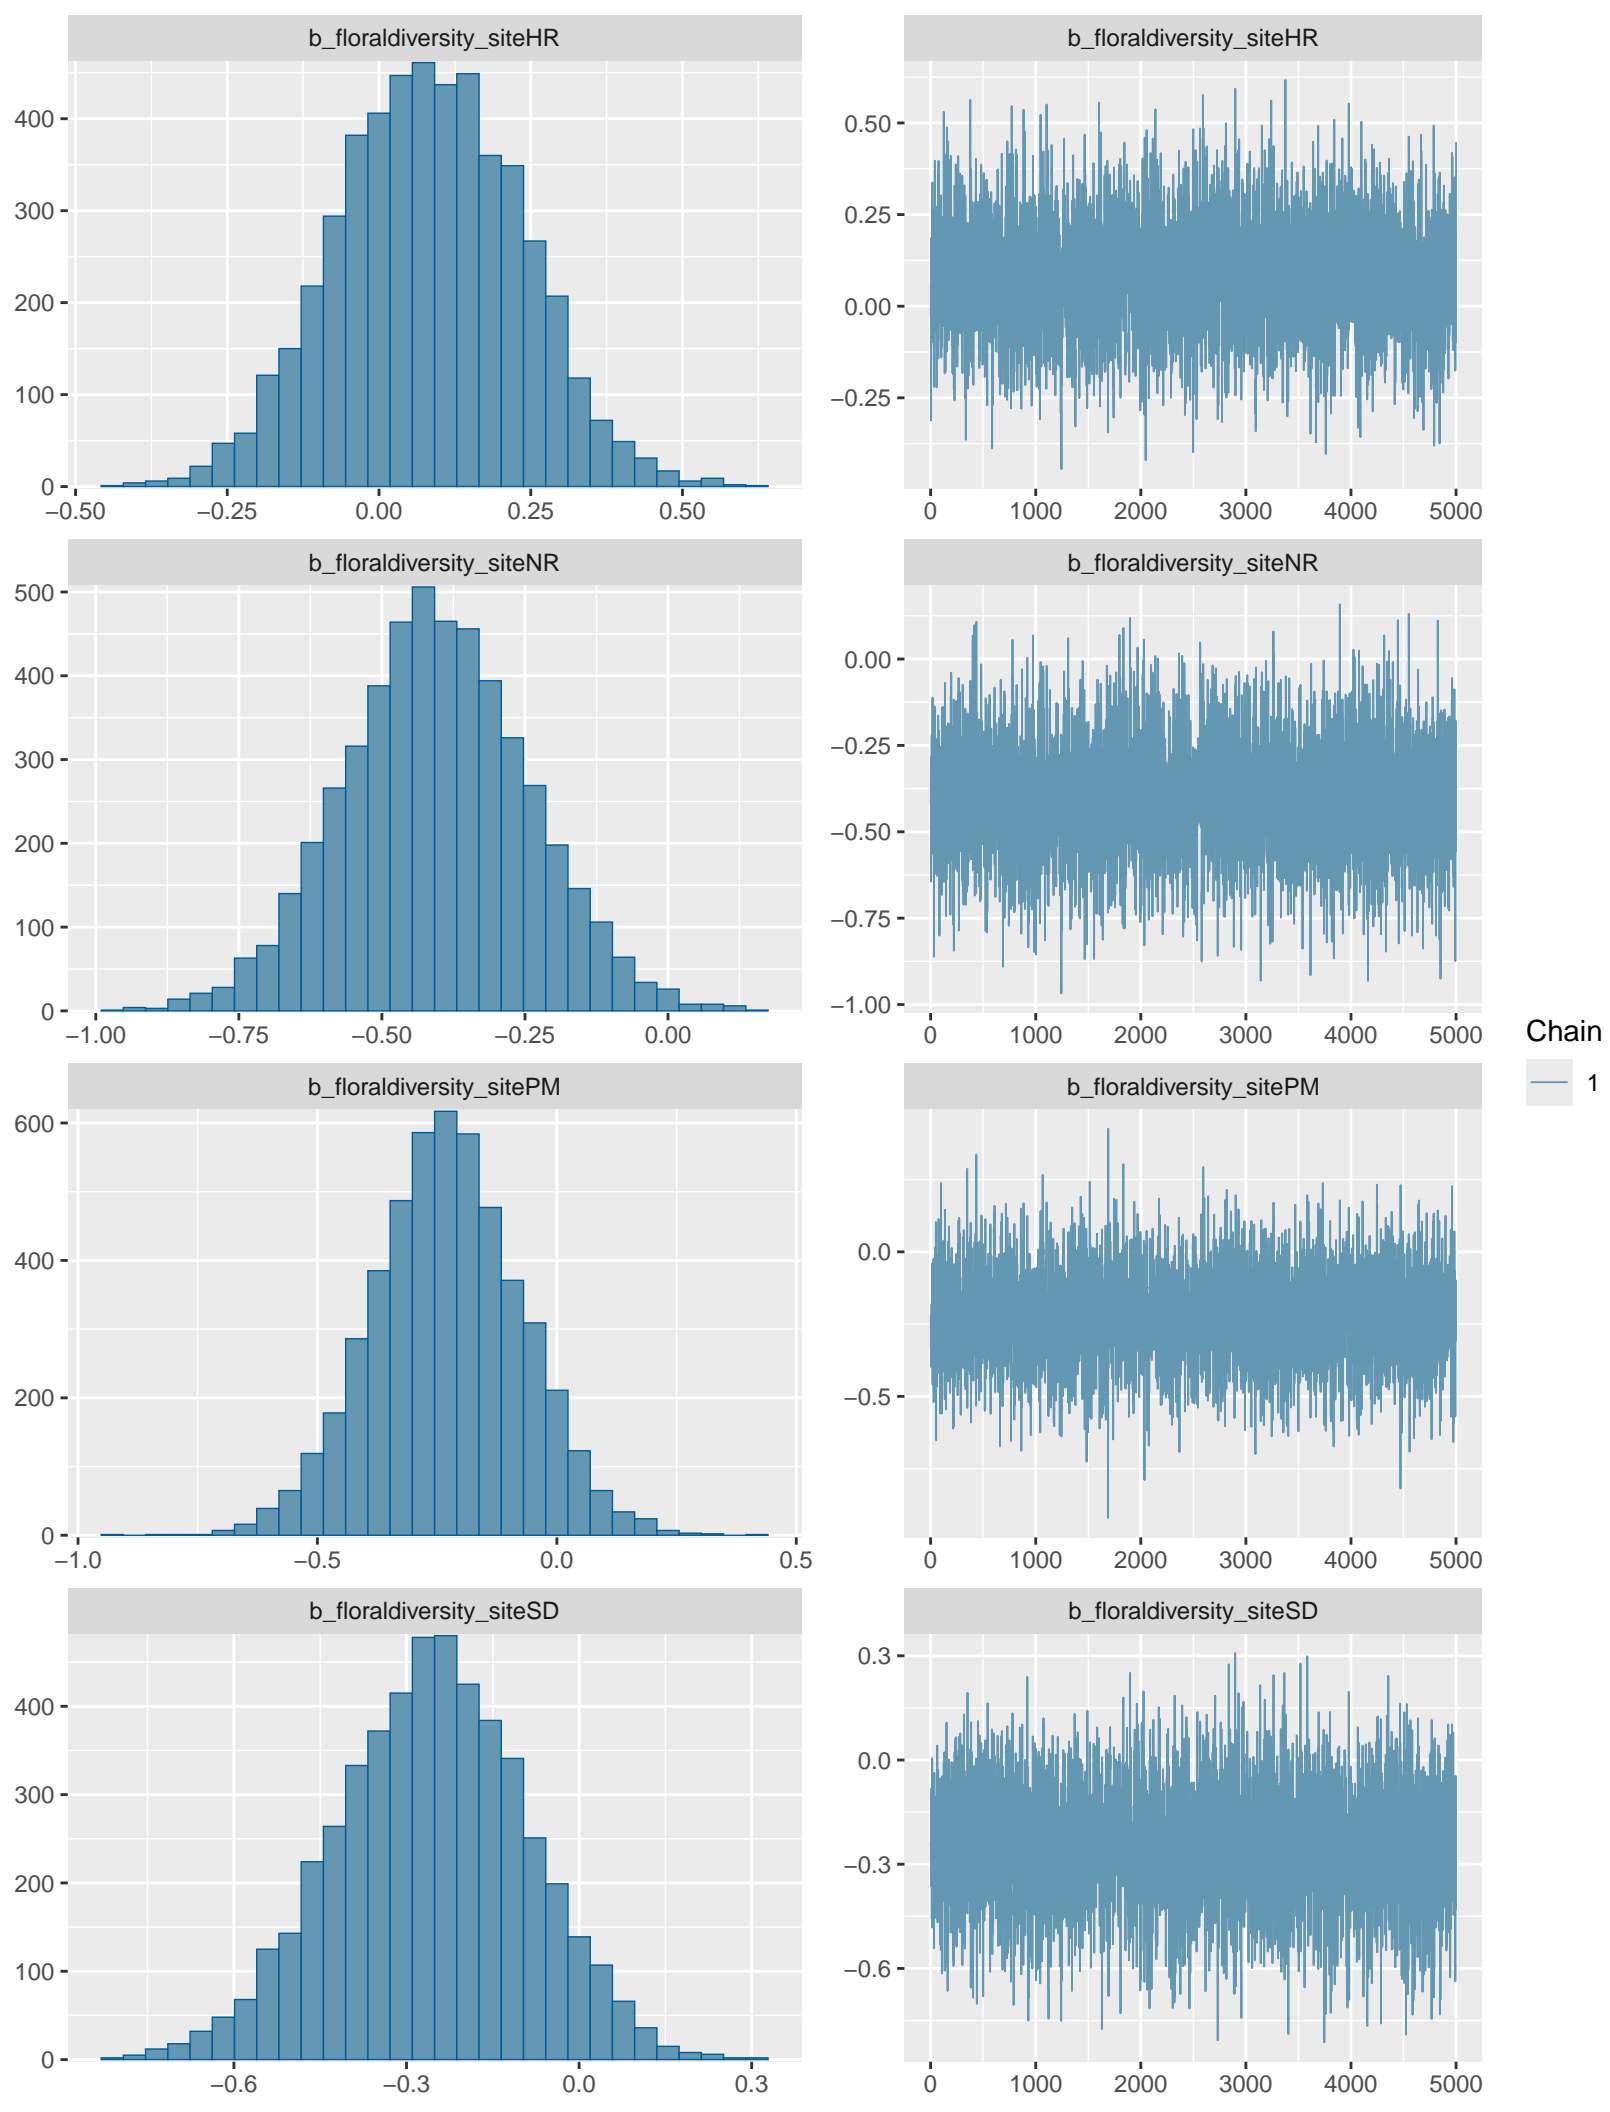 b_floraldiversity_siteHR
400
300
200
100
0
−0.50 −0.25 0.00 0.25 0.50
b_floraldiversity_siteHR
0.50
0.25
0.00
−0.25
0 1000 2000 3000 4000 5000
b_floraldiversity_siteNR
500
400
300
200
100
0
−1.00 −0.75 −0.50 −0.25 0.00
b_floraldiversity_siteNR
0.00
−0.25
−0.50
−0.75
−1.00
0 1000 2000 3000 4000 5000
b_floraldiversity_sitePM
600
400
200
0
−1.0 −0.5 0.0 0.5
b_floraldiversity_sitePM
0.0
−0.5
0 1000 2000 3000 4000 5000
b_floraldiversity_siteSD
400
300
200
100
0
−0.6 −0.3 0.0 0.3
b_floraldiversity_siteSD
0.3
0.0
−0.3
−0.6
0 1000 2000 3000 4000 5000
Chain
1